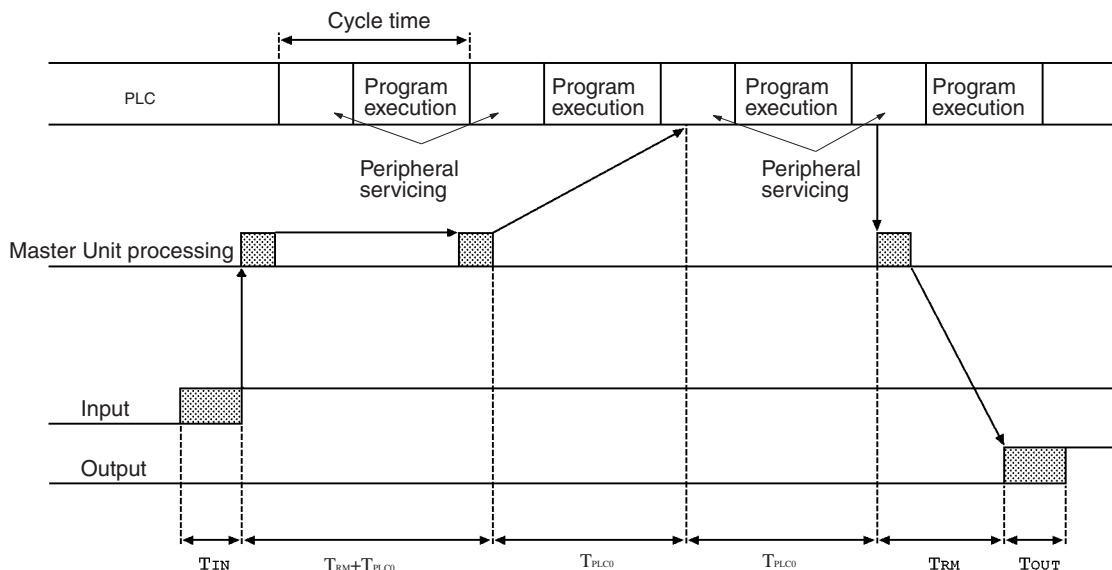 Cycle time
PLC
Program
execution
Program
execution
Program
execution
Program
execution
Peripheral
servicing
Peripheral
servicing
Master Unit processing
Input
Output
TIN
TRM+TPLC0
TPLC0
TPLC0
TRM
TOUT